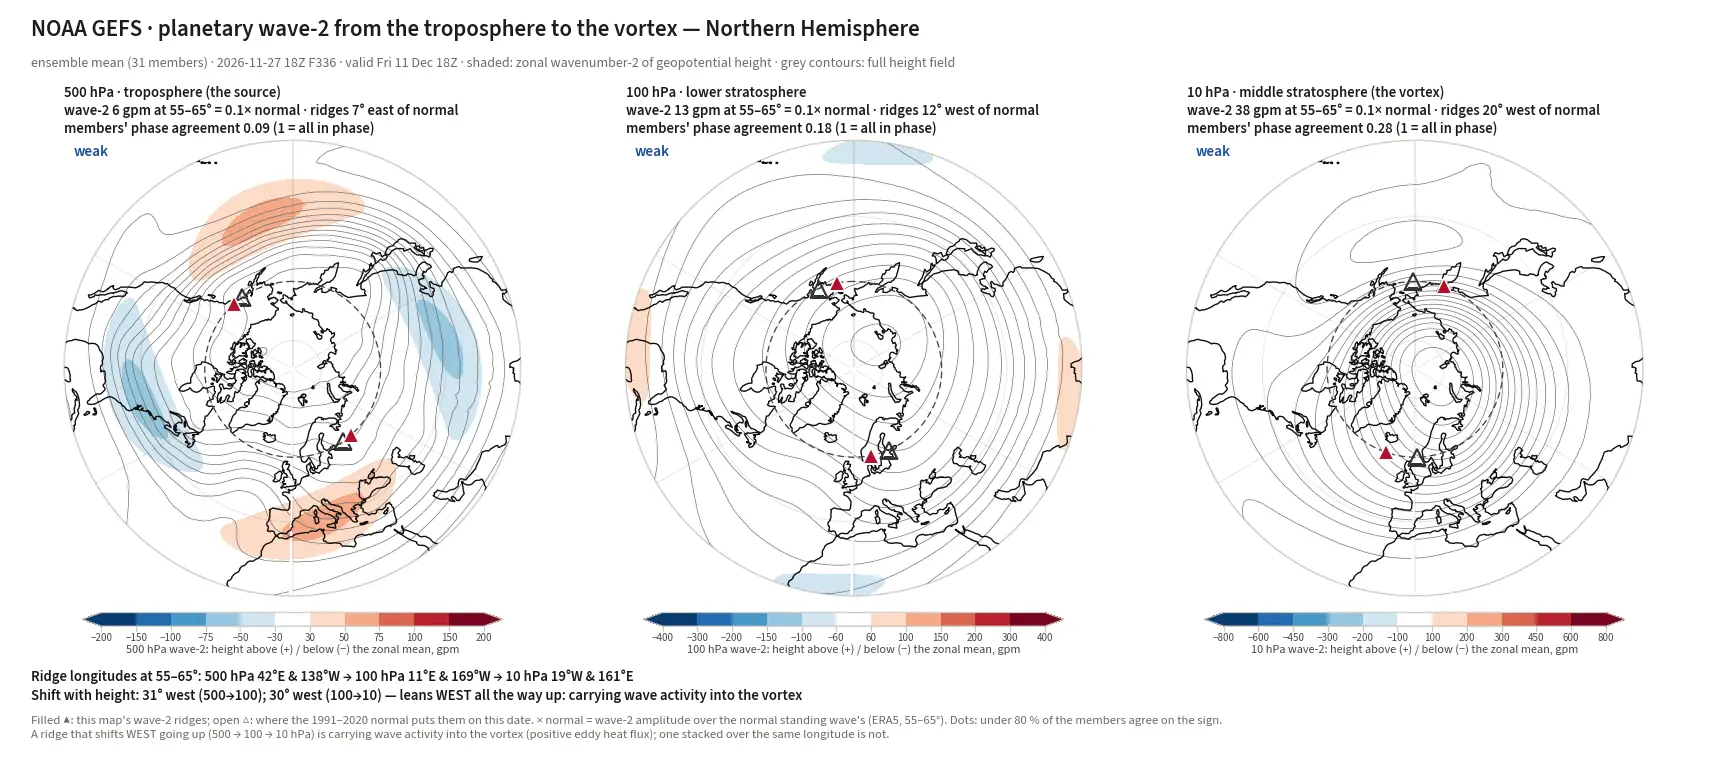 NOAA GEFS · planetary wave-2 from the troposphere to the vortex — Northern Hemisphere
ensemble mean (31 members) · 2026-11-27 18Z F336 · valid Fri 11 Dec 18Z · shaded: zonal wavenumber-2 of geopotential height · grey contours: full height field
500 hPa · troposphere (the source)
wave-2 6 gpm at 55–65° = 0.1× normal · ridges 7° east of normal
members' phase agreement 0.09 (1 = all in phase)
weak
100 hPa · lower stratosphere
wave-2 13 gpm at 55–65° = 0.1× normal · ridges 12° west of normal
members' phase agreement 0.18 (1 = all in phase)
weak
10 hPa · middle stratosphere (the vortex)
wave-2 38 gpm at 55–65° = 0.1× normal · ridges 20° west of normal
members' phase agreement 0.28 (1 = all in phase)
weak
−200 −150 −100 −75 −50 −30 30 50 75 100 150 200
500 hPa wave-2: height above (+) / below (−) the zonal mean, gpm
−400 −300 −200 −150 −100 −60 60 100 150 200 300 400
100 hPa wave-2: height above (+) / below (−) the zonal mean, gpm
−800 −600 −450 −300 −200 −100 100 200 300 450 600 800
10 hPa wave-2: height above (+) / below (−) the zonal mean, gpm
Ridge longitudes at 55–65°: 500 hPa 42°E & 138°W → 100 hPa 11°E & 169°W → 10 hPa 19°W & 161°E
Shift with height: 31° west (500→100); 30° west (100→10) — leans WEST all the way up: carrying wave activity into the vortex
Filled ▲: this map's wave-2 ridges; open △: where the 1991–2020 normal puts them on this date. × normal = wave-2 amplitude over the normal standing wave's (ERA5, 55–65°). Dots: under 80 % of the members agree on the sign.
A ridge that shifts WEST going up (500 → 100 → 10 hPa) is carrying wave activity into the vortex (positive eddy heat flux); one stacked over the same longitude is not.